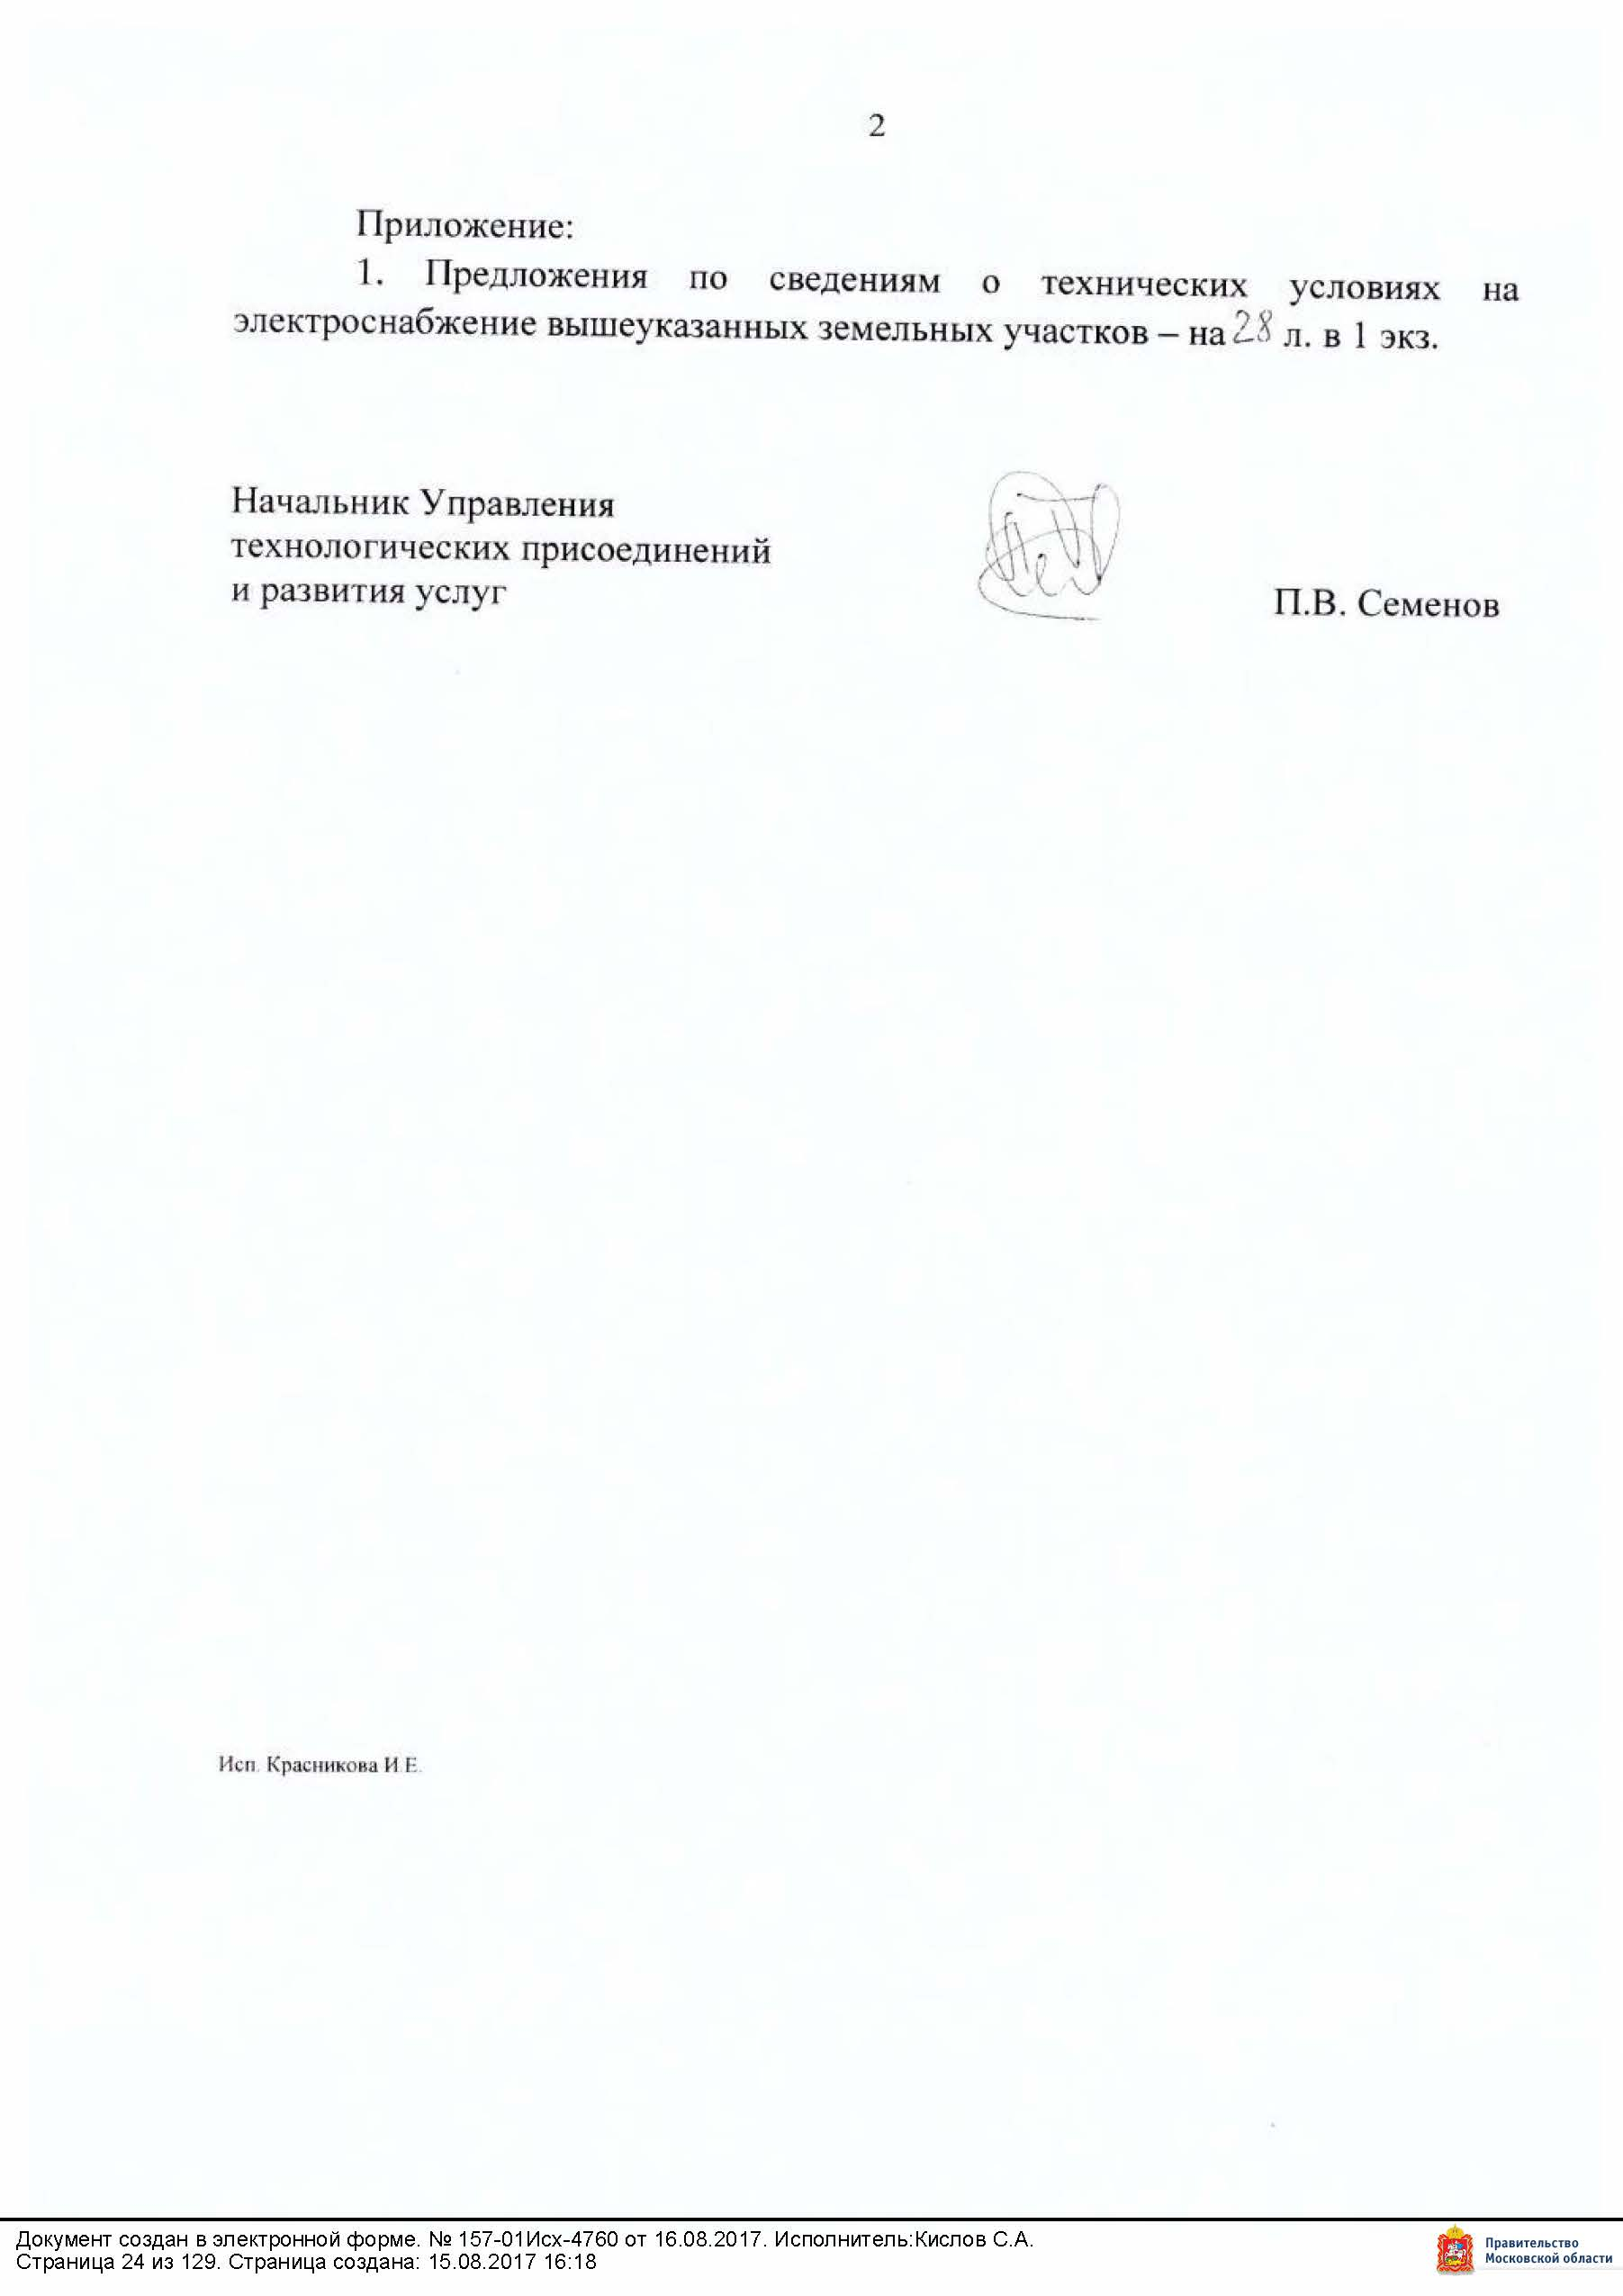 2
Приложение:
1. Предложения по сведениям о технических условиях на
электроснабжение вышеуказанных земельных участков – на 28 л. в 1 экз.
Начальник Управления
технологических присоединений
и развития услуг
П.В. Семенов
Исп. Красникова И.Е.
Документ создан в электронной форме. № 157-01Исх-4760 от 16.08.2017. Исполнитель:Кислов С.А.
Страница 24 из 129. Страница создана: 15.08.2017 16:18
Правительство
Московской области